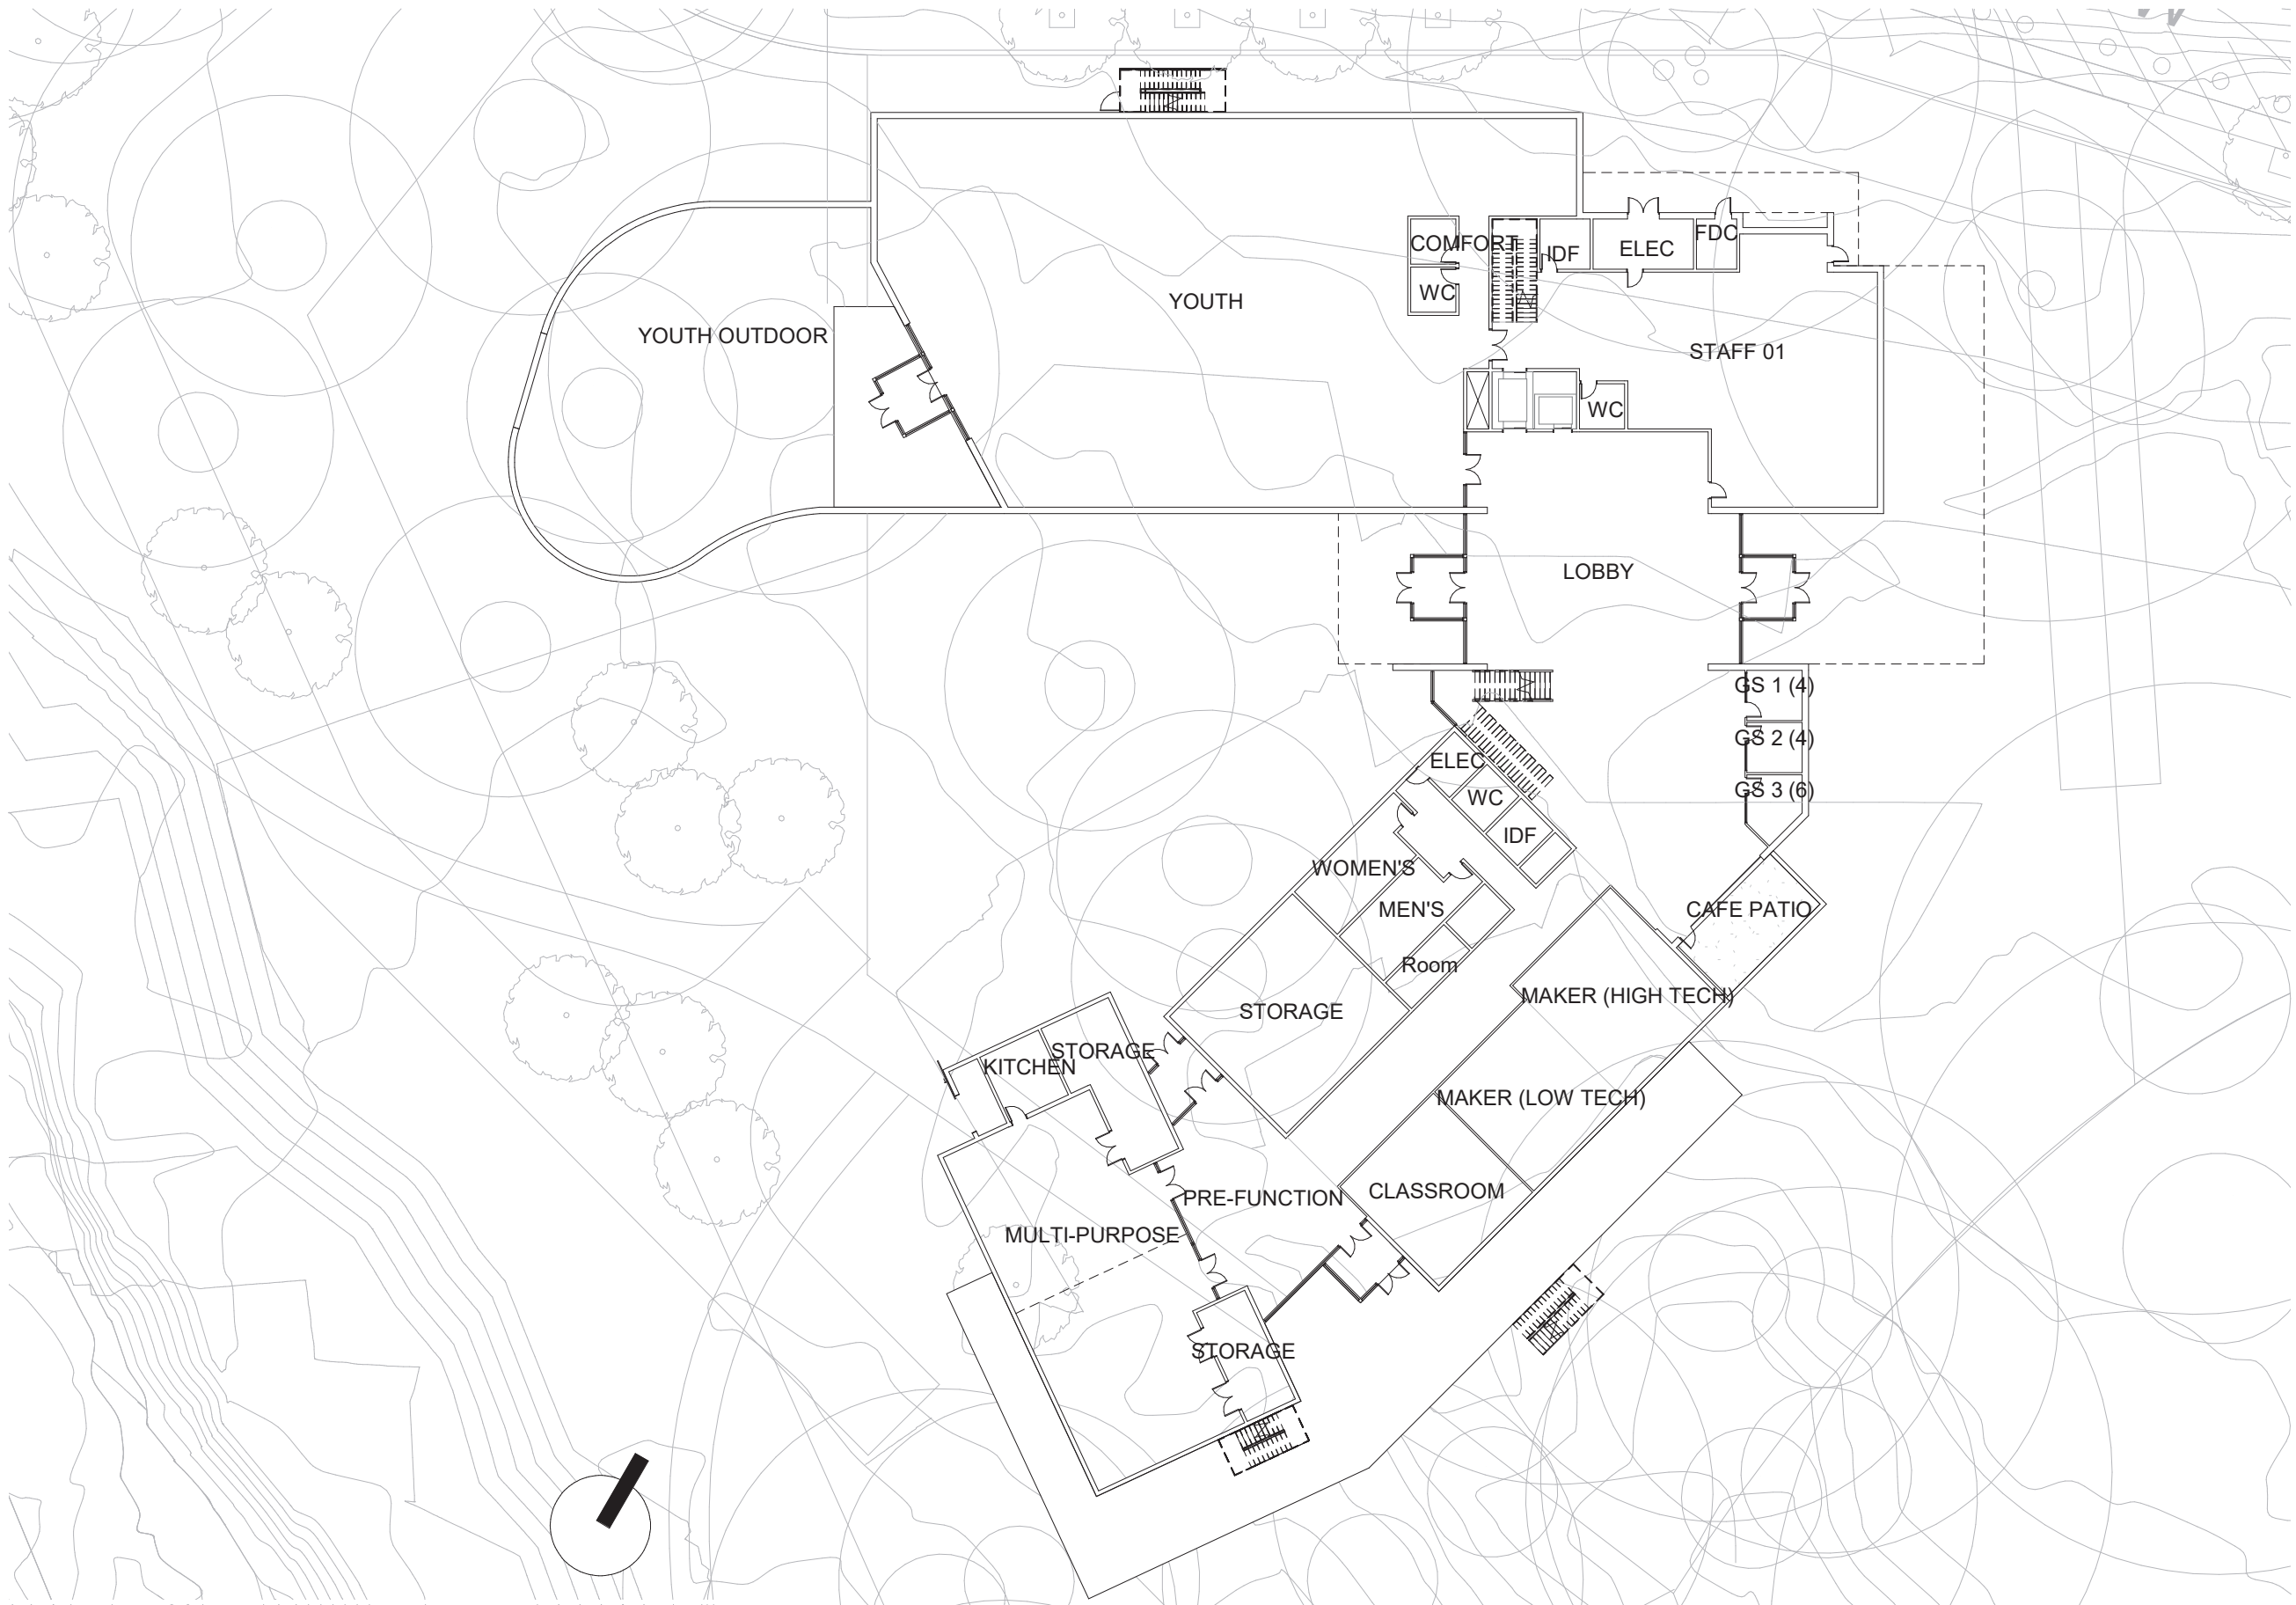 COMFORT
IDF
ELEC
FDC
WC
YOUTH
YOUTH OUTDOOR
STAFF 01
WC
LOBBY
GS 1 (4)
GS 2 (4)
GS 3 (6)
ELEC
WC
IDF
WOMEN'S
MEN'S
CAFE PATIO
Room
MAKER (HIGH TECH)
STORAGE
STORAGE
KITCHEN
MAKER (LOW TECH)
CLASSROOM
PRE-FUNCTION
MULTI-PURPOSE
STORAGE